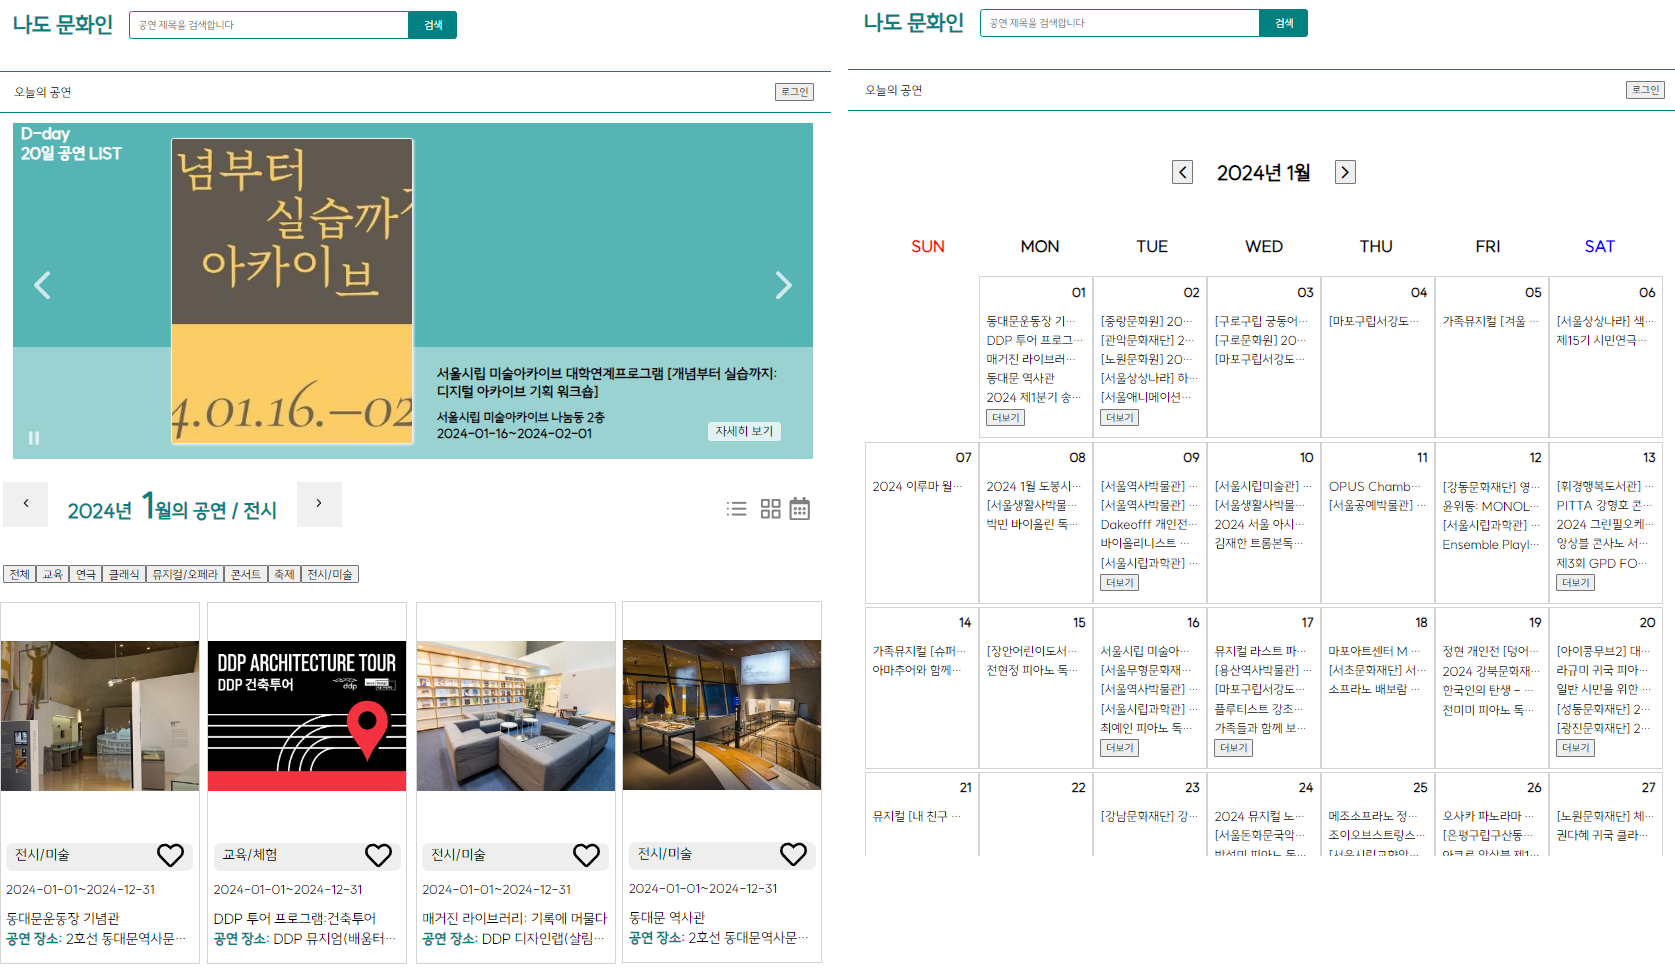 나도 문화인
공연 제목을 검색합니다
검색
오늘의 공연
로그인
D-day
20일 공연 LIST
념부터
실습까지
아카이브
4.01.16.—02
서울시립 미술아카이브 대학연계프로그램 [개념부터 실습까지:
디지털 아카이브 기획 워크숍]
서울시립 미술아카이브 나눔동 2층
2024-01-16~2024-02-01
자세히 보기
2024년 1월의 공연 / 전시
전체 교육 연극 클래식 뮤지컬/오페라 콘서트 축제 전시/미술
전시/미술
2024-01-01~2024-12-31
동대문운동장 기념관
공연 장소: 2호선 동대문역사문...
DDP ARCHITECTURE TOUR
DDP 건축투어
ddp
교육/체험
2024-01-01~2024-12-31
DDP 투어 프로그램:건축투어
공연 장소: DDP 뮤지엄(배움터...
전시/미술
2024-01-01~2024-12-31
매거진 라이브러리: 기록에 머물다
공연 장소: DDP 디자인랩(살림...
전시/미술
2024-01-01~2024-12-31
동대문 역사관
공연 장소: 2호선 동대문역사문...
나도 문화인
공연 제목을 검색합니다
검색
오늘의 공연
로그인
2024년 1월
SUN MON TUE WED THU FRI SAT
01
동대문운동장 기...
DDP 투어 프로그...
매거진 라이브러...
동대문 역사관
2024 제1분기 송...
더보기
02
[중랑문화원] 20...
[관악문화재단] 2...
[노원문화원] 20...
[서울상상나라] 하...
[서울애니메이션...
더보기
03
[구로구립 궁동어...
[구로문화원] 20...
[마포구립서강도...
04
[마포구립서강도...
05
가족뮤지컬 [겨울 ...
06
[서울상상나라] 색...
제15기 시민연극...
07
2024 이루마 월...
08
2024 1월 도봉시...
[서울생활사박물...
박민 바이올린 독...
09
[서울역사박물관] ...
[서울역사박물관] ...
Dakeofff 개인전...
바이올리니스트 ...
[서울시립과학관] ...
더보기
10
[서울시립미술관] ...
[서울생활사박물...
2024 서울 아시...
김재한 트롬본독...
11
OPUS Chamb...
[서울공예박물관] ...
12
[강동문화재단] 영...
윤위동: MONOL...
[서울시립과학관] ...
Ensemble Playl...
13
[휘경행복도서관] ...
PITTA 강형호 콘...
2024 그린필오케...
앙상블 콘사노 서...
제3회 GPD FO...
더보기
14
가족뮤지컬 [슈퍼...
아마추어와 함께...
15
[장안어린이도서...
전현정 피아노 독...
16
서울시립 미술아...
[서울무형문화재...
[서울역사박물관] ...
[서울시립과학관] ...
최예인 피아노 독...
더보기
17
뮤지컬 라스트 파...
[용산역사박물관] ...
[마포구립서강도...
플루티스트 강초...
가족들과 함께 보...
더보기
18
마포아트센터 M ...
[서초문화재단] 서...
소프라노 배보람 ...
19
정현 개인전 [덩어...
2024 강북문화재...
한국인의 탄생 - ...
전미미 피아노 독...
20
[아이콩무브2] 대...
라규미 귀국 피아...
일반 시민을 위한 ...
[성동문화재단] 2...
[광진문화재단] 2...
더보기
21
뮤지컬 [내 친구 ...
22
23
[강남문화재단] 강...
24
2024 뮤지컬 노...
[서울돈화문국악...
박성미 피아노 독...
25
메조소프라노 정...
조이오브스트링스...
[서울시립교향악...
26
오사카 파노라마 ...
[은평구립구산동...
아크로 앙상블 제1...
27
[노원문화재단] 체...
권다혜 귀국 클라...